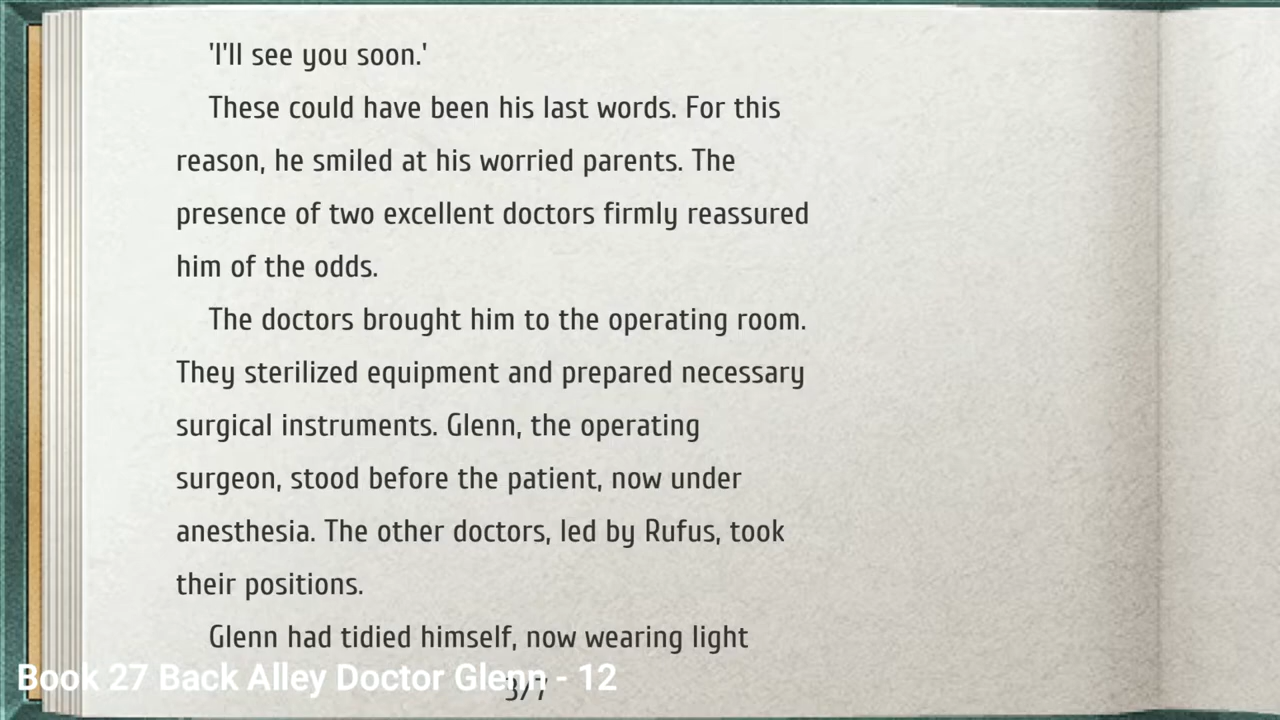 'I'll see you soon.'
These could have been his last words. For this
reason, he smiled at his worried parents. The
presence of two excellent doctors firmly reassured
him of the odds.
The doctors brought him to the operating room.
They sterilized equipment and prepared necessary
surgical instruments. Glenn, the operating
surgeon, stood before the patient, now under
anesthesia. The other doctors, led by Rufus, took
their positions.
Glenn had tidied himself, now wearing light
Book 27 Back Alley Doctor Glenn - 12
3/7